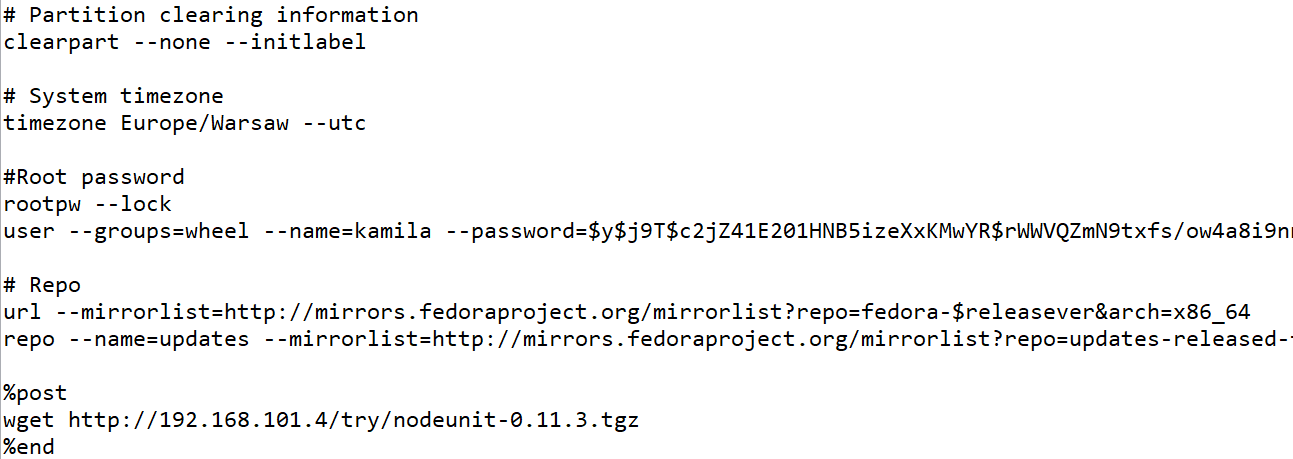 # Partition clearing information
clearpart --none --initlabel
# System timezone
timezone Europe/Warsaw --utc
#Root password
rootpw --lock
user --groups=wheel --name=kamila --password=$y$j9T$c2jZ41E201HNB5izeXxKMwYR$rWWVQZmN9txfs/ow4a8i9n
# Repo
url --mirrorlist=http://mirrors.fedoraproject.org/mirrorlist?repo=fedora-$releasever&arch=x86_64
repo --name=updates --mirrorlist=http://mirrors.fedoraproject.org/mirrorlist?repo=updates-released-
%post
wget http://192.168.101.4/try/nodeunit-0.11.3.tgz
%end